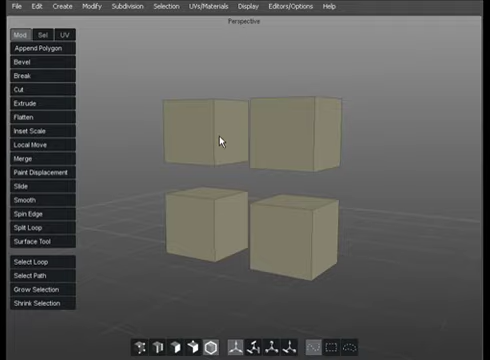 File Edit Create Modify Subdivision Selection UVs/Materials Display Editors/Options Help
Perspective
Mod Sel UV
Append Polygon
Bevel
Break
Cut
Extrude
Flatten
Inset Scale
Local Move
Merge
Paint Displacement
Slide
Smooth
Spin Edge
Split Loop
Surface Tool
Select Loop
Select Path
Grow Selection
Shrink Selection